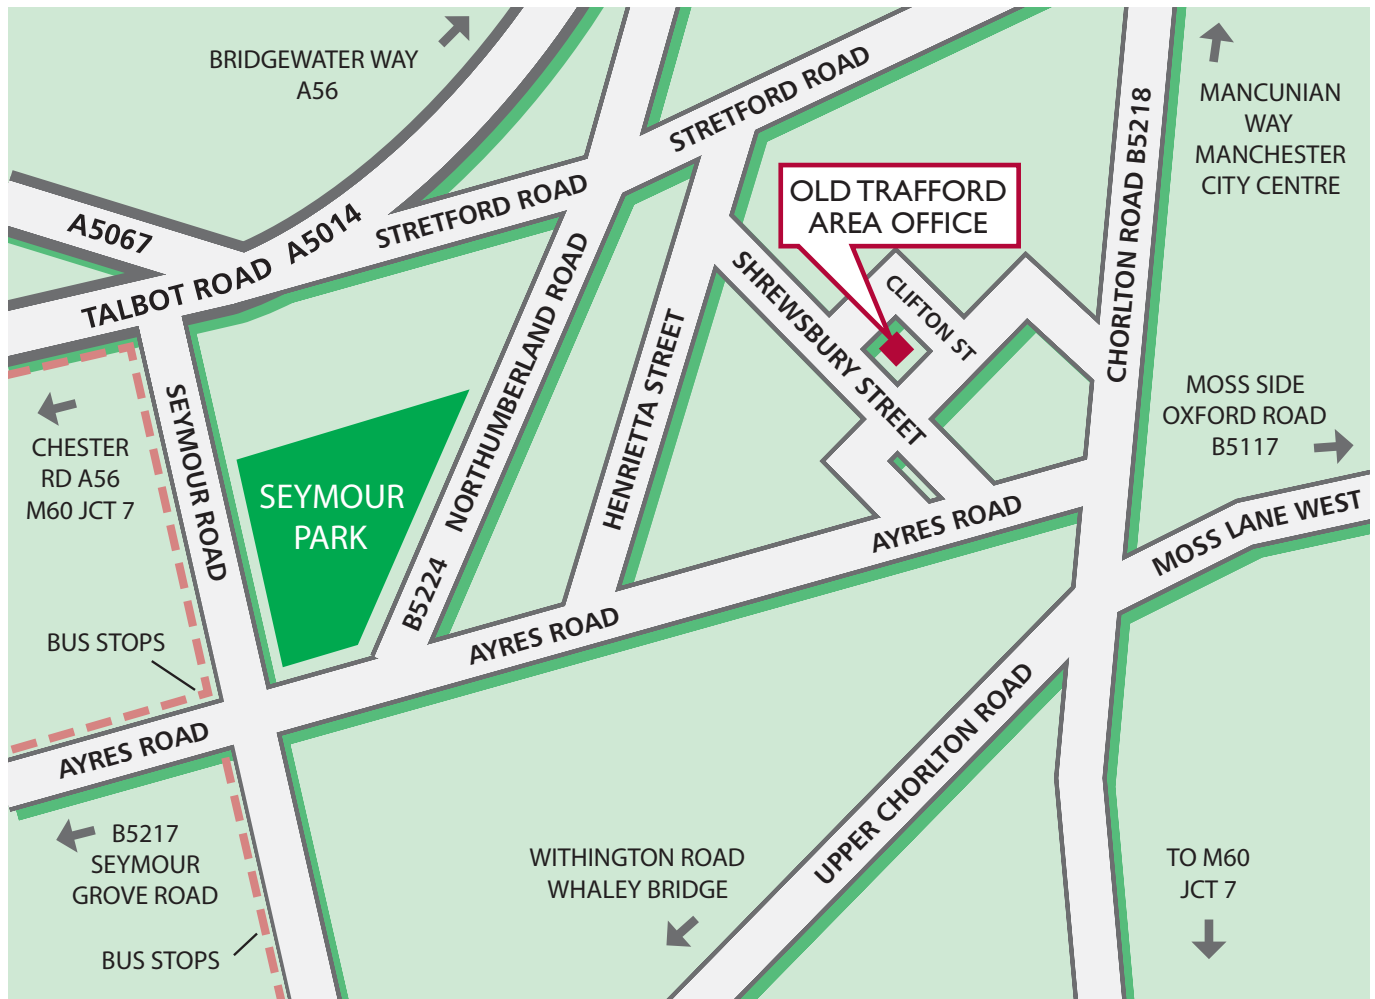 BRIDGEWATER WAY
A56
STRETFORD ROAD
MANCUNIAN
WAY
MANCHESTER
CITY CENTRE
CHORLTON ROAD B5218
OLD TRAFFORD
AREA OFFICE
A5067
A5014
STRETFORD ROAD
TALBOT ROAD
SHREWSBURY STREET
CLIFTON ST
NORTHUMBERLAND ROAD
B5224
HENRIETTA STREET
SEYMOUR ROAD
CHESTER
RD A56
M60 JCT 7
SEYMOUR
PARK
MOSS SIDE
OXFORD ROAD
B5117
MOSS LANE WEST
AYRES ROAD
AYRES ROAD
BUS STOPS
AYRES ROAD
UPPER CHORLTON ROAD
B5217
SEYMOUR
GROVE ROAD
BUS STOPS
WITHINGTON ROAD
WHALEY BRIDGE
TO M60
JCT 7